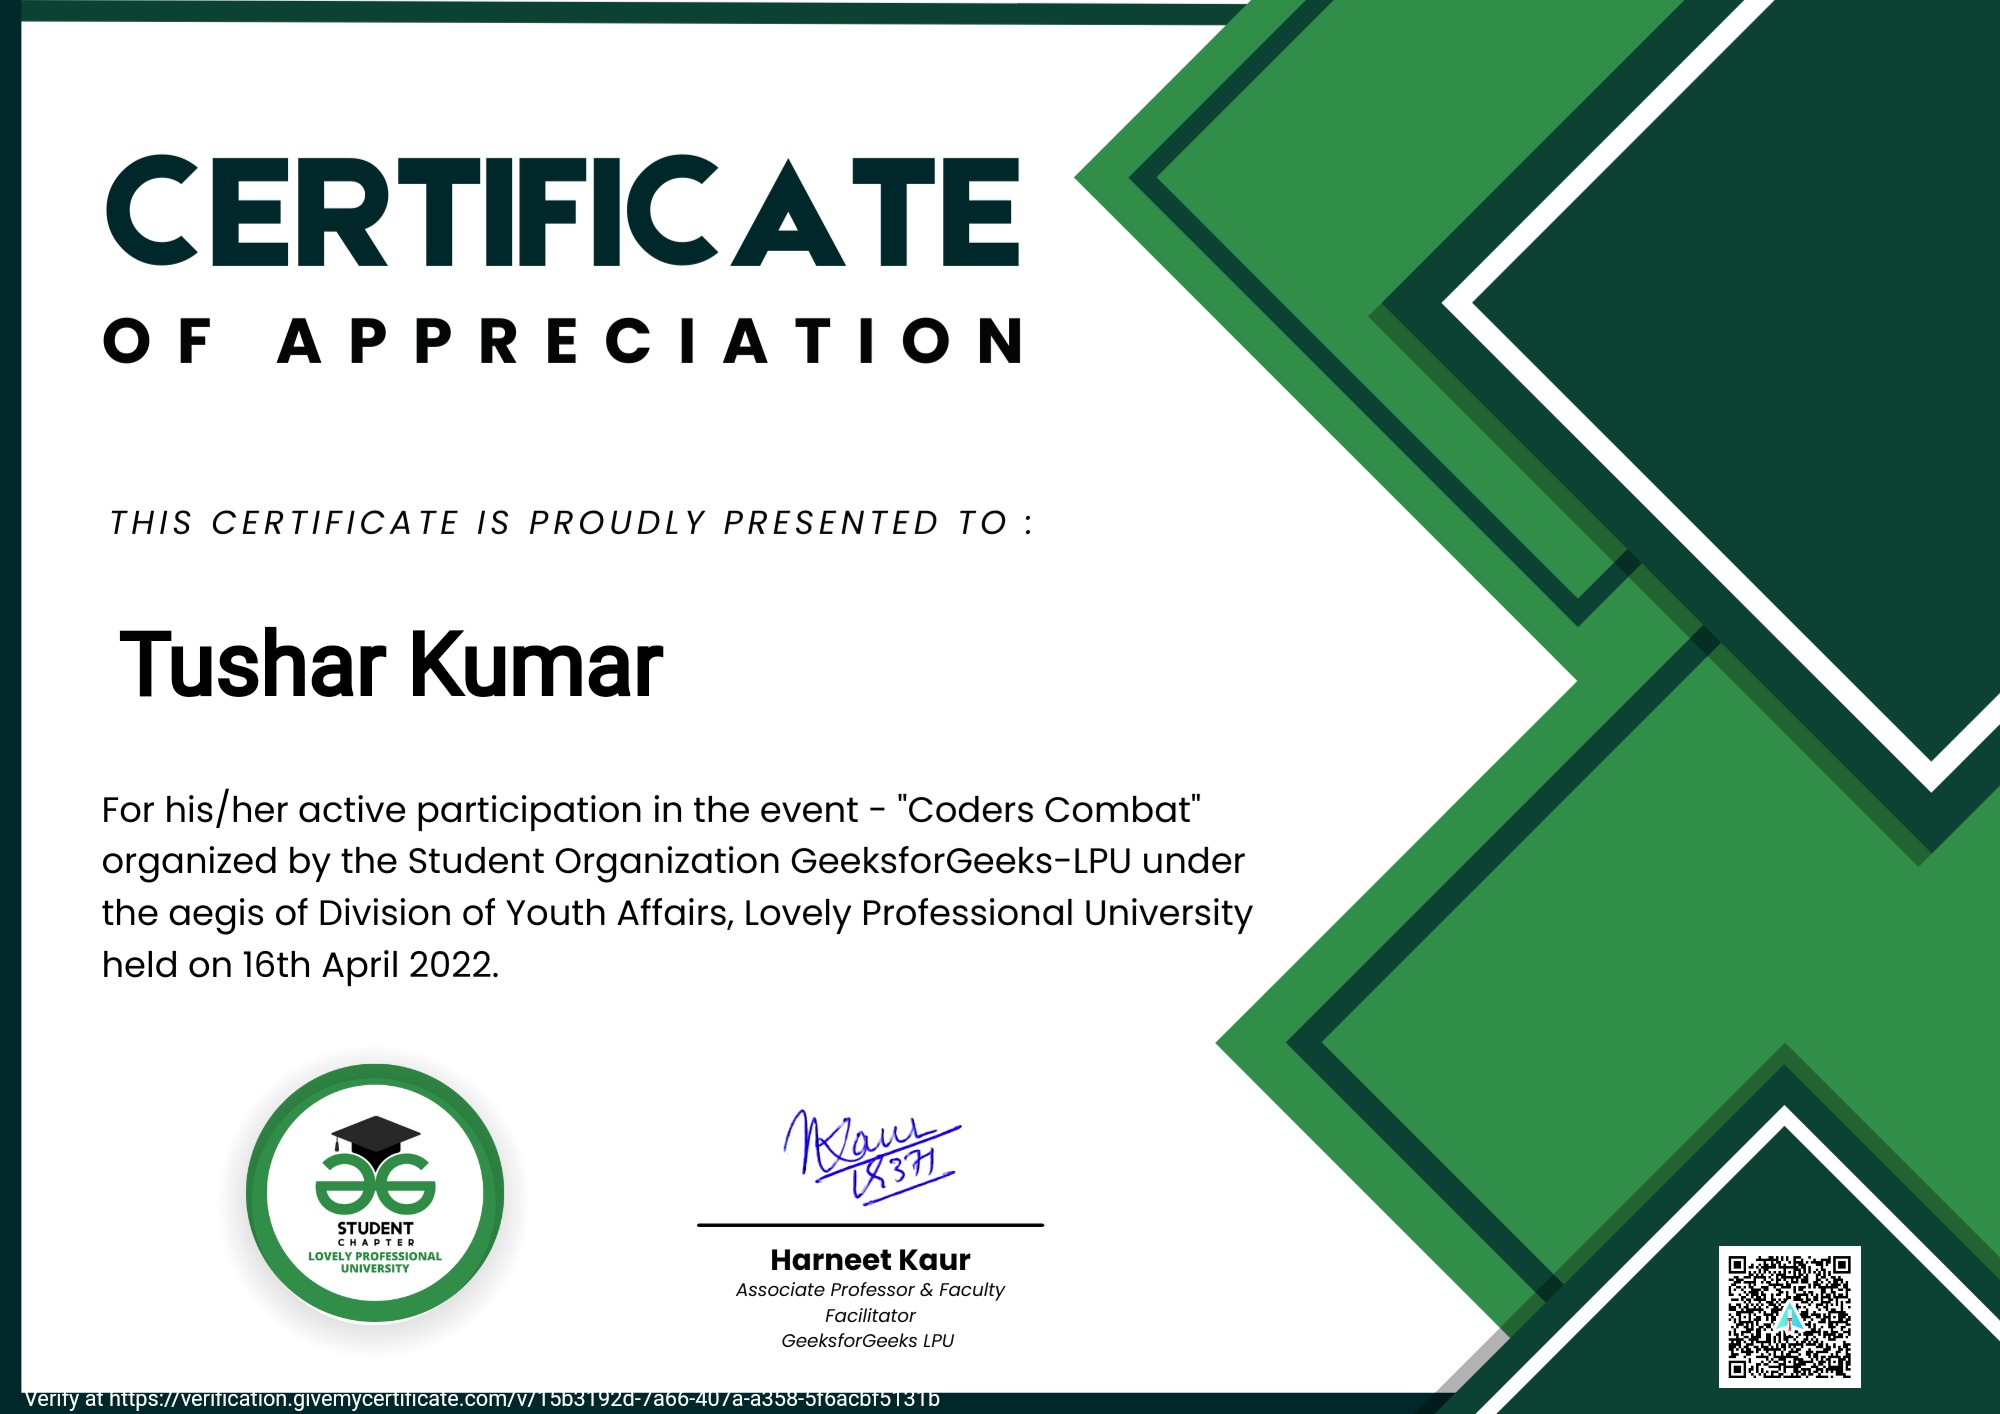 CERTIFICATE
OF APPRECIATION
THIS CERTIFICATE IS PROUDLY PRESENTED TO :
Tushar Kumar
For his/her active participation in the event - "Coders Combat"
organized by the Student Organization GeeksforGeeks-LPU under
the aegis of Division of Youth Affairs, Lovely Professional University
held on 16th April 2022.
STUDENT
CHAPTER
LOVELY PROFESSIONAL
UNIVERSITY
NKaur
18371
Harneet Kaur
Associate Professor & Faculty
Facilitator
GeeksforGeeks LPU
Verify at https://verification.givemycertificate.com/v/15b3192d-7a66-407a-a358-5f6acbf5131b